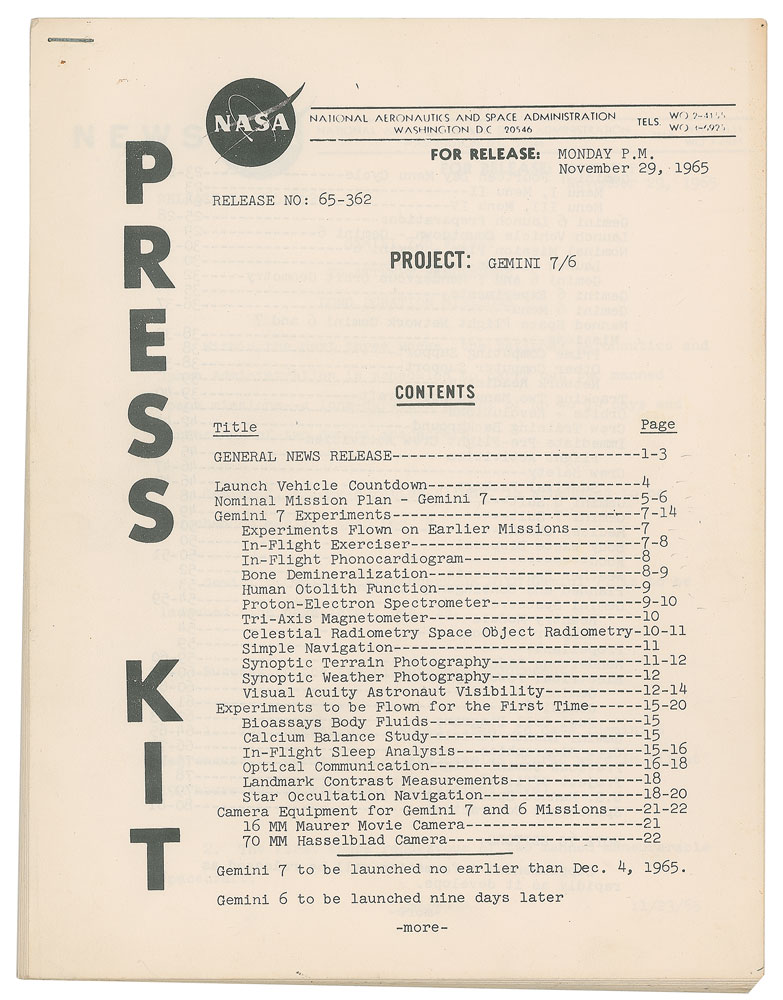 NASA
NATIONAL AERONAUTICS AND SPACE ADMINISTRATION
WASHINGTON D.C. 20546
TELS. WO 2-4155
WO 3-6925
FOR RELEASE: MONDAY P.M.
November 29, 1965
RELEASE NO: 65-362
PRESS KIT
PROJECT: GEMINI 7/6
CONTENTS
Title Page
GENERAL NEWS RELEASE----------------------------1-3
Launch Vehicle Countdown------------------------4
Nominal Mission Plan - Gemini 7-----------------5-6
Gemini 7 Experiments----------------------------7-14
Experiments Flown on Earlier Missions--------7
In-Flight Exerciser--------------------------7-8
In-Flight Phonocardiogram--------------------8
Bone Demineralization------------------------8-9
Human Otolith Function-----------------------9
Proton-Electron Spectrometer-----------------9-10
Tri-Axis Magnetometer------------------------10
Celestial Radiometry Space Object Radiometry-10-11
Simple Navigation----------------------------11
Synoptic Terrain Photography-----------------11-12
Synoptic Weather Photography-----------------12
Visual Acuity Astronaut Visibility-----------12-14
Experiments to be Flown for the First Time------15-20
Bioassays Body Fluids------------------------15
Calcium Balance Study------------------------15
In-Flight Sleep Analysis---------------------15-16
Optical Communication------------------------16-18
Landmark Contrast Measurements---------------18
Star Occultation Navigation------------------18-20
Camera Equipment for Gemini 7 and 6 Missions----21-22
16 MM Maurer Movie Camera--------------------21
70 MM Hasselblad Camera----------------------22
Gemini 7 to be launched no earlier than Dec. 4, 1965.
Gemini 6 to be launched nine days later
-more-